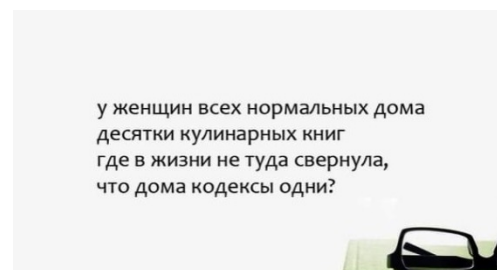 у женщин всех нормальных дома
десятки кулинарных книг
где в жизни не туда свернула,
что дома кодексы одни?